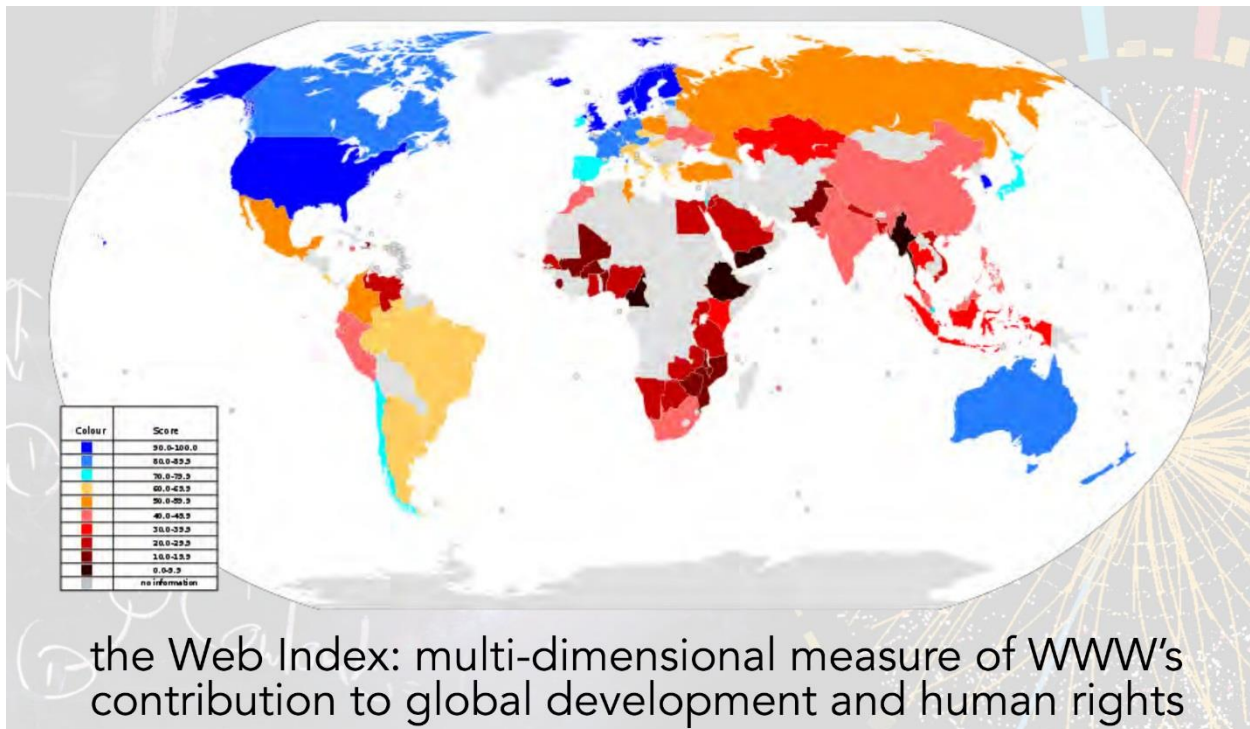 Colour Score
90.0-100.0
80.0-89.9
70.0-79.9
60.0-69.9
50.0-59.9
40.0-49.9
30.0-39.9
20.0-29.9
10.0-19.9
0.0-9.9
no information
the Web Index: multi-dimensional measure of WWW's
contribution to global development and human rights